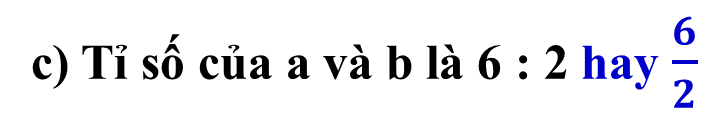 c) Tỉ số của a và b là 6 : 2 hay 6/2